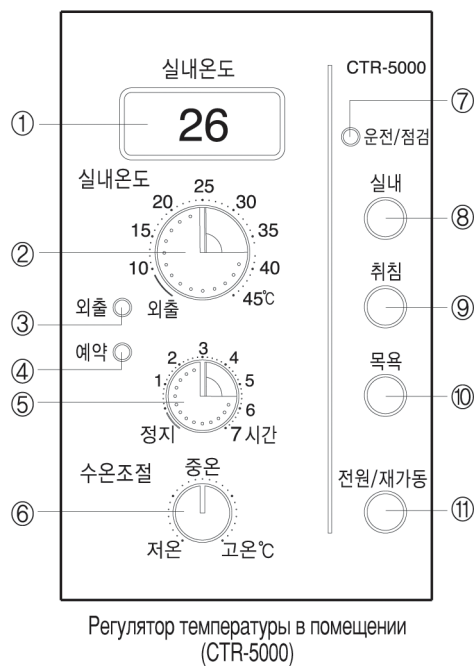 실내온도
CTR-5000
①
26
⑦
운전/점검
실내온도
실내
⑧
20 25 30
15 35
10 40
외출 45℃
②
③ 외출
취침
⑨
④ 예약
2 3 4
1 5
6
정지 7시간
⑤
목욕
⑩
수온조절
중온
전원/재가동
⑥
저온 고온℃
⑪
Регулятор температуры в помещении
(CTR-5000)